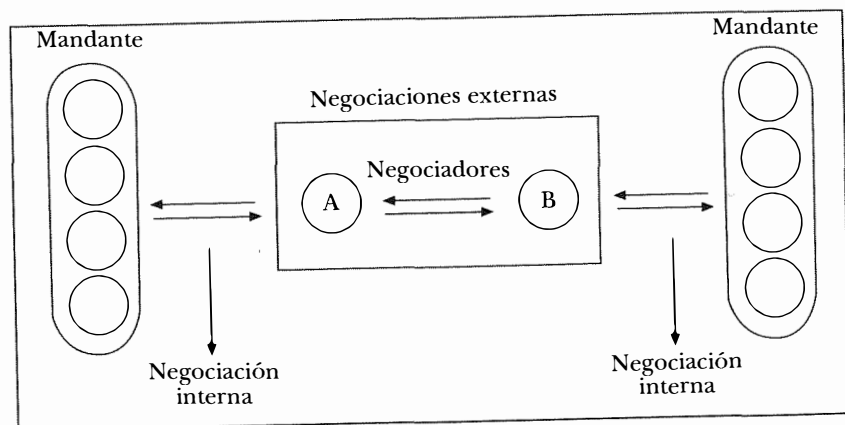 Mandante
Mandante
Negociaciones externas
Negociadores
A
B
Negociación
interna
Negociación
interna